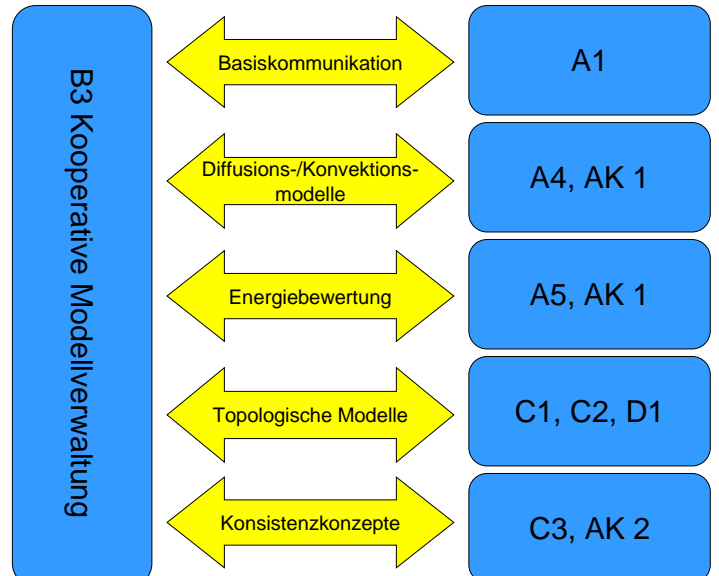 B3 Kooperative Modellverwaltung
Basiskommunikation
A1
Diffusions-/Konvektions-
modelle
A4, AK 1
Energiebewertung
A5, AK 1
Topologische Modelle
C1, C2, D1
Konsistenzkonzepte
C3, AK 2